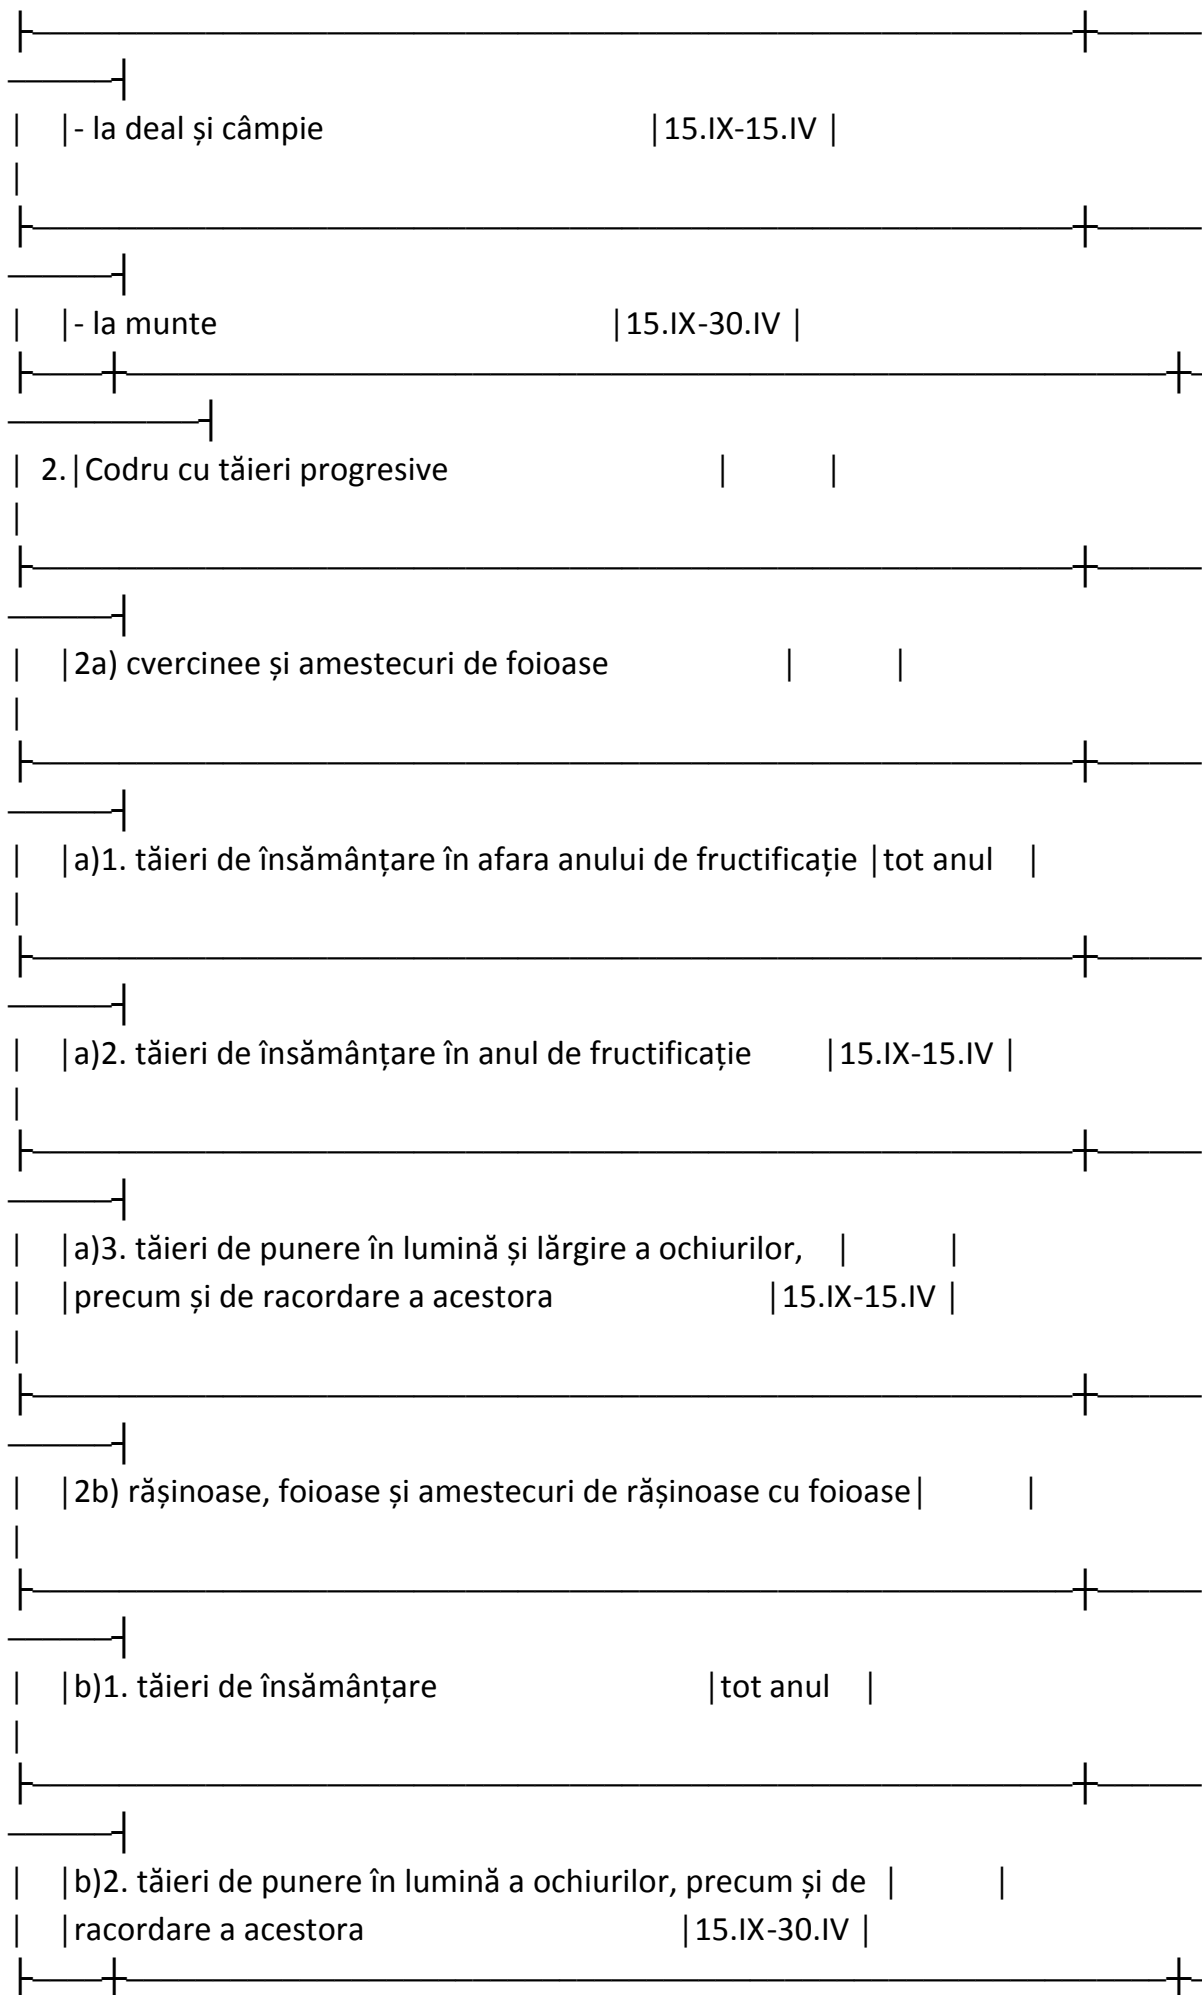 ├────────────────────────────────────────────────────────────┼──────
──────┤
| |- la deal și câmpie |15.IX-15.IV |
|
├────────────────────────────────────────────────────────────┼──────
──────┤
| |- la munte |15.IX-30.IV |
├────┼────────────────────────────────────────────────────────────┼─
───────────┤
| 2.|Codru cu tăieri progresive | |
|
├────────────────────────────────────────────────────────────┼──────
──────┤
| |2a) cvercinee și amestecuri de foioase | |
|
├────────────────────────────────────────────────────────────┼──────
──────┤
| |a)1. tăieri de însămânțare în afara anului de fructificație |tot anul |
|
├────────────────────────────────────────────────────────────┼──────
──────┤
| |a)2. tăieri de însămânțare în anul de fructificație |15.IX-15.IV |
|
├────────────────────────────────────────────────────────────┼──────
──────┤
| |a)3. tăieri de punere în lumină și lărgire a ochiurilor, | |
| |precum și de racordare a acestora |15.IX-15.IV |
|
├────────────────────────────────────────────────────────────┼──────
──────┤
| |2b) rășinoase, foioase și amestecuri de rășinoase cu foioase| |
|
├────────────────────────────────────────────────────────────┼──────
──────┤
| |b)1. tăieri de însămânțare |tot anul |
|
├────────────────────────────────────────────────────────────┼──────
──────┤
| |b)2. tăieri de punere în lumină a ochiurilor, precum și de | |
| |racordare a acestora |15.IX-30.IV |
├────┼────────────────────────────────────────────────────────────┼─